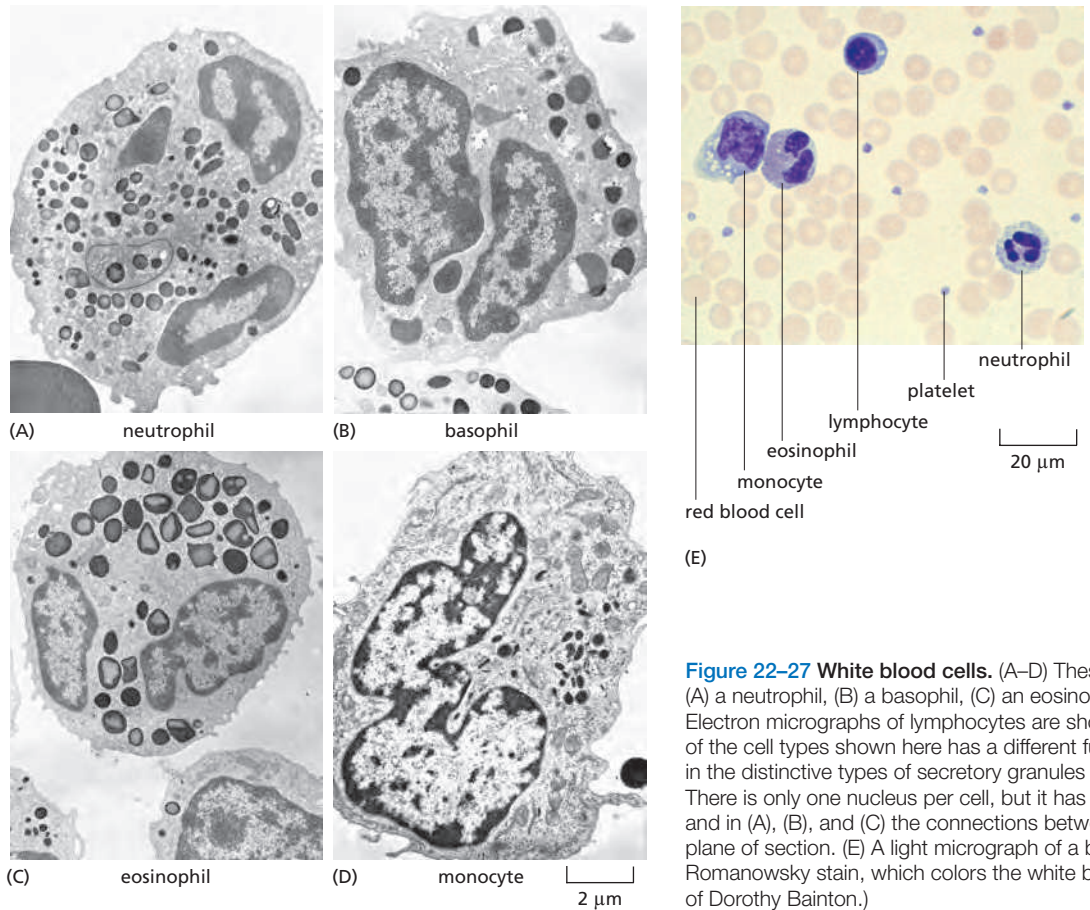 (A) neutrophil
(B) basophil
(C) eosinophil
(D) monocyte
2 µm
neutrophil
platelet
lymphocyte
eosinophil
monocyte
red blood cell
20 µm
(E)
Figure 22–27 White blood cells. (A–D) Thes
(A) a neutrophil, (B) a basophil, (C) an eosino
Electron micrographs of lymphocytes are sho
of the cell types shown here has a different fu
in the distinctive types of secretory granules
There is only one nucleus per cell, but it has
and in (A), (B), and (C) the connections betw
plane of section. (E) A light micrograph of a b
Romanowsky stain, which colors the white b
of Dorothy Bainton.)